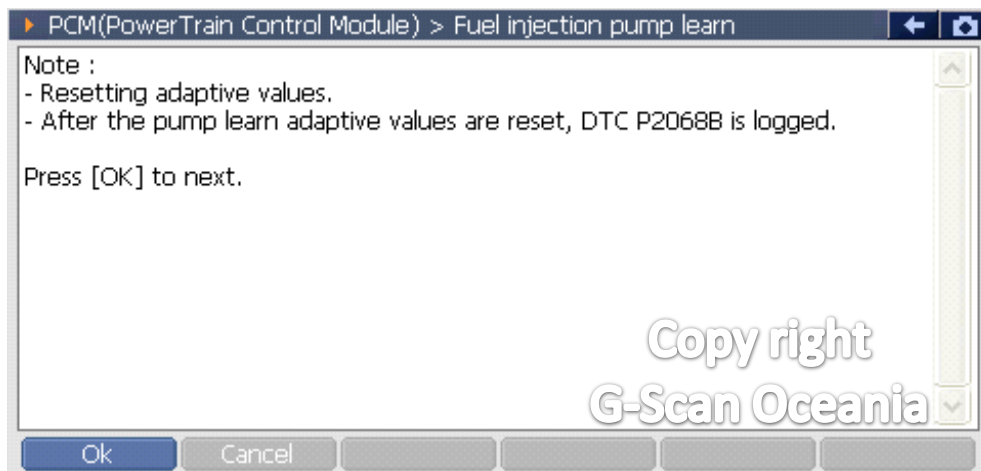 PCM(PowerTrain Control Module) > Fuel injection pump learn
Note :
- Resetting adaptive values.
- After the pump learn adaptive values are reset, DTC P2068B is logged.
Press [OK] to next.
Copy right
G-Scan Oceania
Ok Cancel